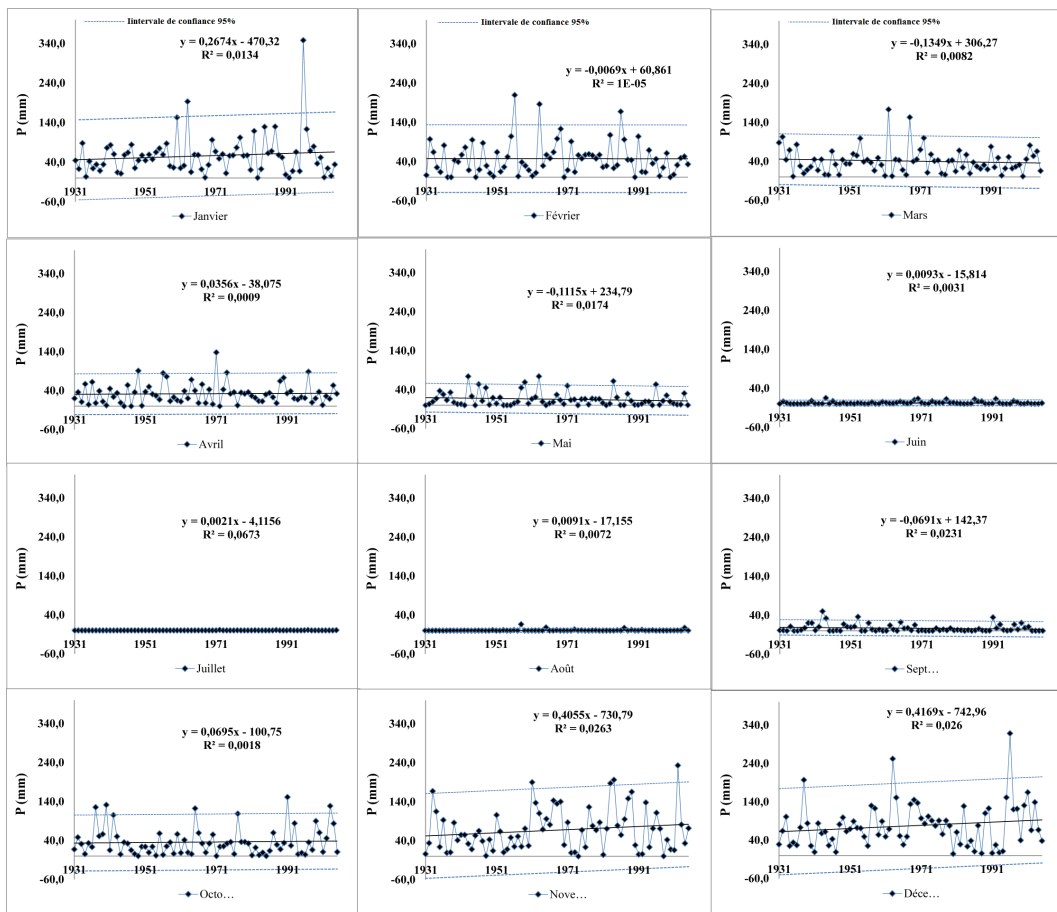 Iintervale de confiance 95%
y = 0,2674x - 470,32
R² = 0,0134
P (mm)
340,0
240,0
140,0
40,0
-60,0
1931
1951
1971
1991
Janvier
Iintervale de confiance 95%
y = -0,0069x + 60,861
R² = 1E-05
340,0
240,0
140,0
40,0
-60,0
1931
1951
1971
1991
Février
Iintervale de confiance 95%
y = -0,1349x + 306,27
R² = 0,0082
P (mm)
340,0
240,0
140,0
40,0
-60,0
1931
1951
1971
1991
Mars
y = 0,0356x - 38,075
R² = 0,0009
P (mm)
340,0
240,0
140,0
40,0
-60,0
1931
1951
1971
1991
Avril
y = -0,1115x + 234,79
R² = 0,0174
P (mm)
340,0
240,0
140,0
40,0
-60,0
1931
1951
1971
1991
Mai
y = 0,0093x - 15,814
R² = 0,0031
P (mm)
340,0
240,0
140,0
40,0
-60,0
1931
1951
1971
1991
Juin
y = 0,0021x - 4,1156
R² = 0,0673
P (mm)
340,0
240,0
140,0
40,0
-60,0
1931
1951
1971
1991
Juillet
y = 0,0091x - 17,155
R² = 0,0072
P (mm)
340,0
240,0
140,0
40,0
-60,0
1931
1951
1971
1991
Août
y = -0,0691x + 142,37
R² = 0,0231
P (mm)
340,0
240,0
140,0
40,0
-60,0
1931
1951
1971
1991
Sept…
y = 0,0695x - 100,75
R² = 0,0018
P (mm)
340,0
240,0
140,0
40,0
-60,0
1931
1951
1971
1991
Octo…
y = 0,4055x - 730,79
R² = 0,0263
P (mm)
340,0
240,0
140,0
40,0
-60,0
1931
1951
1971
1991
Nove…
y = 0,4169x - 742,96
R² = 0,026
P (mm)
340,0
240,0
140,0
40,0
-60,0
1931
1951
1971
1991
Déce…